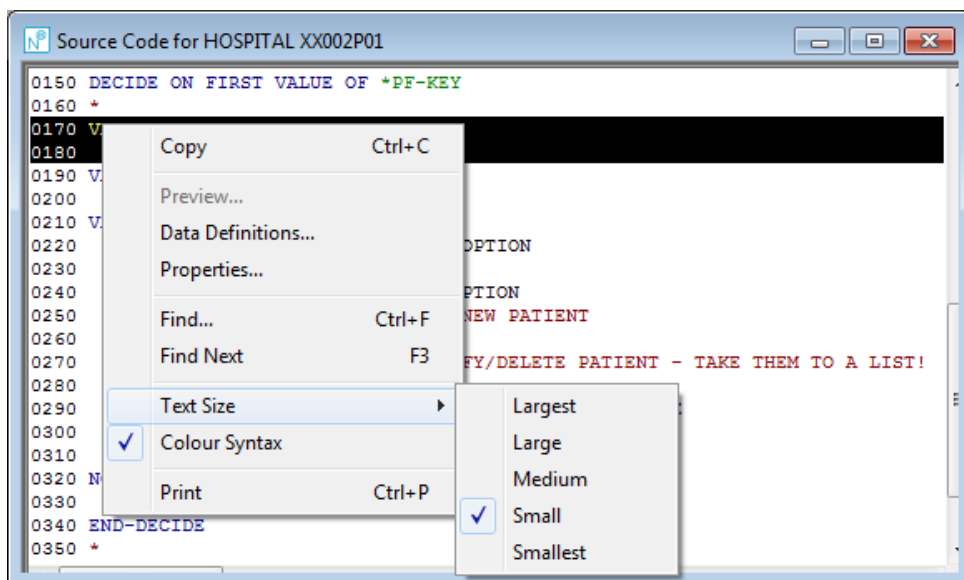 Source Code for HOSPITAL XX002P01
0150 DECIDE ON FIRST VALUE OF *PF-KEY
0160 *
0170
0180
0190
0200
0210
0220 OPTION
0230
0240 PTION
0250 NEW PATIENT
0260
0270 FY/DELETE PATIENT - TAKE THEM TO A LIST!
0280
0290
0300
0310
0320
0330
0340 END-DECIDE
0350 *
Copy Ctrl+C
Preview...
Data Definitions...
Properties...
Find... Ctrl+F
Find Next F3
Text Size
Colour Syntax
Print Ctrl+P
Largest
Large
Medium
Small
Smallest